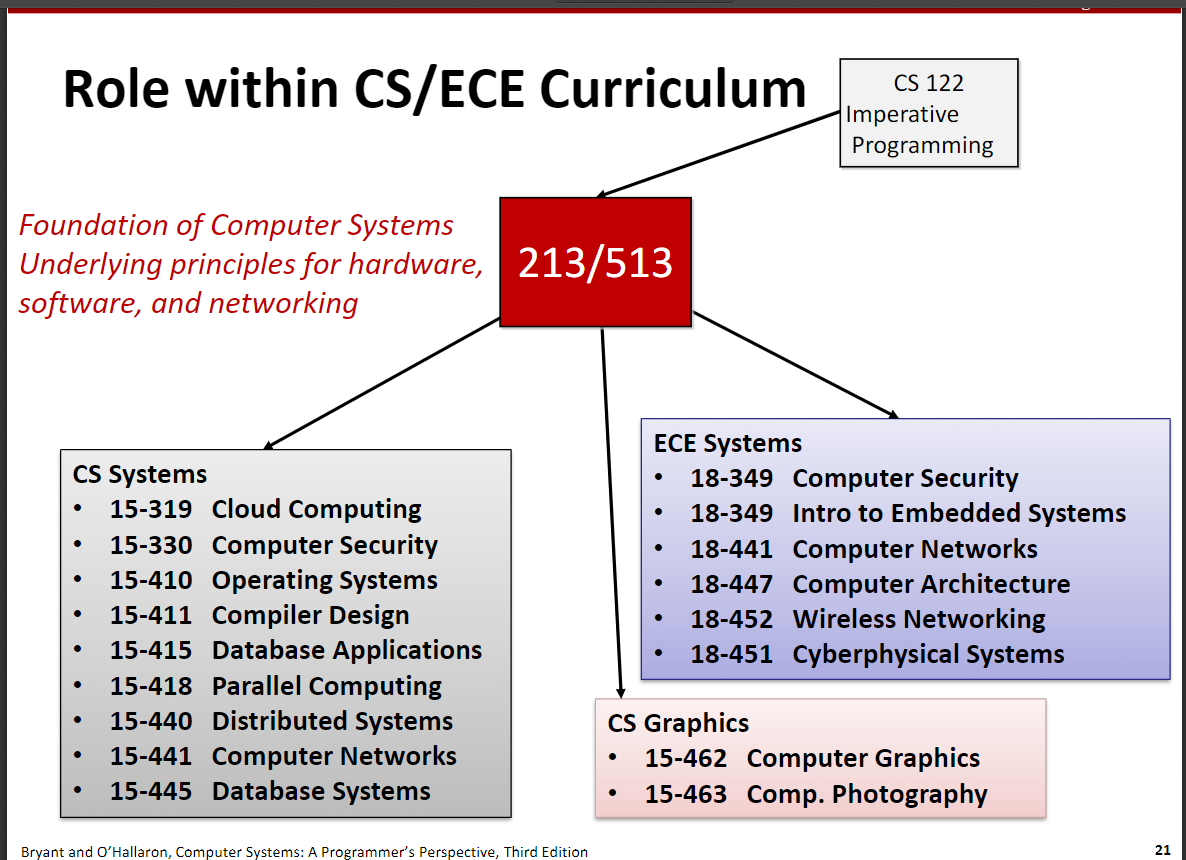 Role within CS/ECE Curriculum
CS 122
Imperative
Programming
Foundation of Computer Systems
Underlying principles for hardware,
software, and networking
213/513
CS Systems
• 15-319 Cloud Computing
• 15-330 Computer Security
• 15-410 Operating Systems
• 15-411 Compiler Design
• 15-415 Database Applications
• 15-418 Parallel Computing
• 15-440 Distributed Systems
• 15-441 Computer Networks
• 15-445 Database Systems
ECE Systems
• 18-349 Computer Security
• 18-349 Intro to Embedded Systems
• 18-441 Computer Networks
• 18-447 Computer Architecture
• 18-452 Wireless Networking
• 18-451 Cyberphysical Systems
CS Graphics
• 15-462 Computer Graphics
• 15-463 Comp. Photography
Bryant and O'Hallaron, Computer Systems: A Programmer's Perspective, Third Edition
21